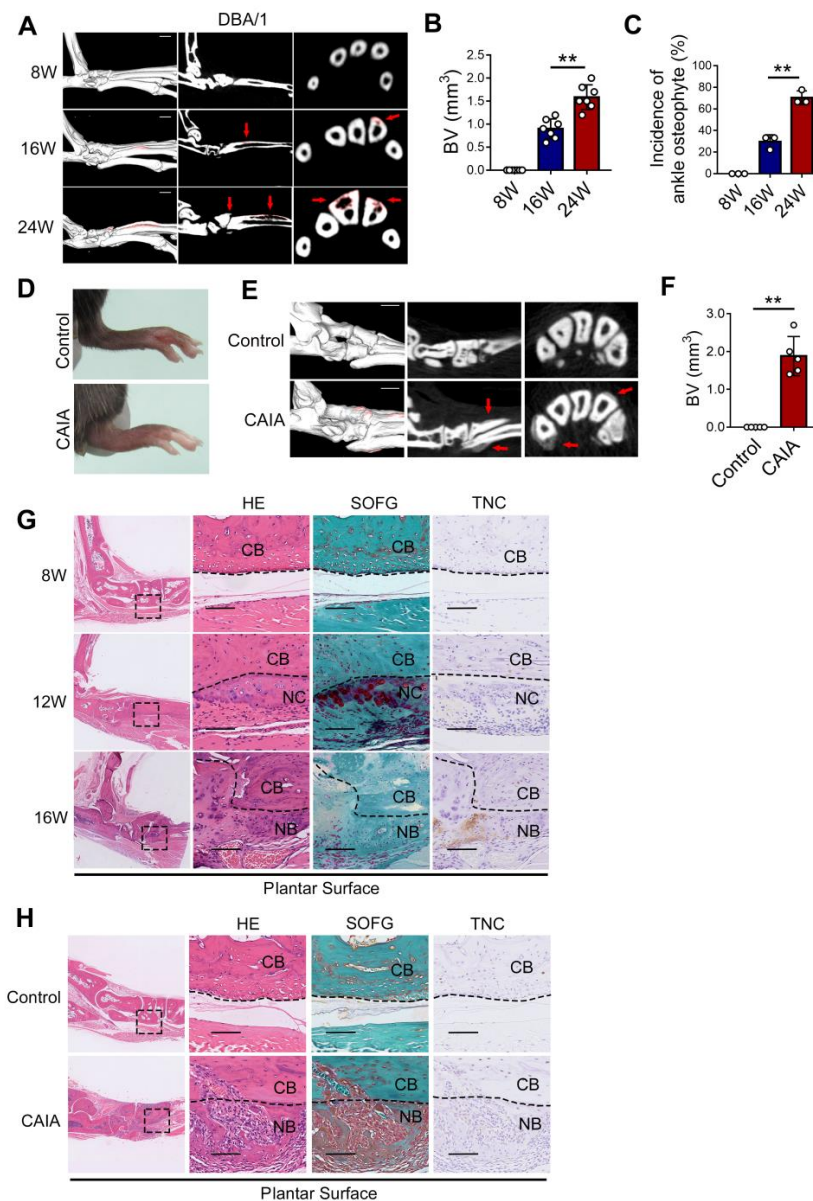 A
DBA/1
8W
16W
24W
B
BV (mm³)
2.5
2.0
1.5
1.0
0.5
0.0
**
8W
16W
24W
C
Incidence of
ankle osteophyte (%)
100
80
60
40
20
0
**
8W
16W
24W
D
Control
CAIA
E
Control
CAIA
F
BV (mm³)
3.0
2.0
1.0
0.0
**
Control
CAIA
G
HE
SOFG
TNC
8W
CB
CB
CB
12W
CB
CB
CB
NC
NC
NC
16W
CB
CB
CB
NB
NB
NB
Plantar Surface
H
HE
SOFG
TNC
Control
CB
CB
CB
CAIA
CB
CB
CB
NB
NB
NB
Plantar Surface